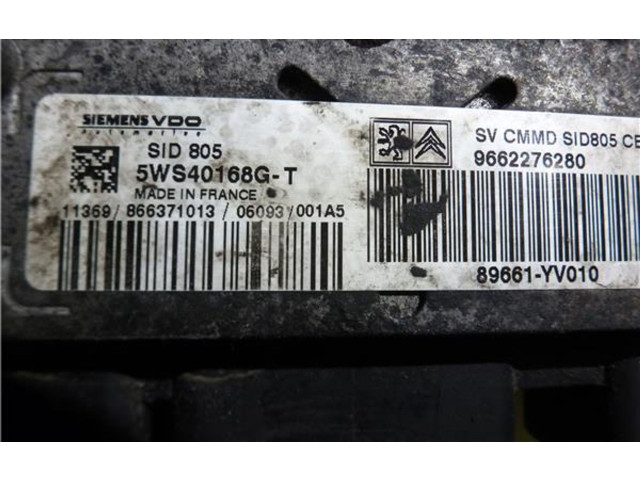 SIEMENS VDO
Automotive
SID 805
5WS40168G-T
MADE IN FRANCE
11369/866371013/06093/001A5
SV CMMD SID805 CE
9662276280
89661-YV010